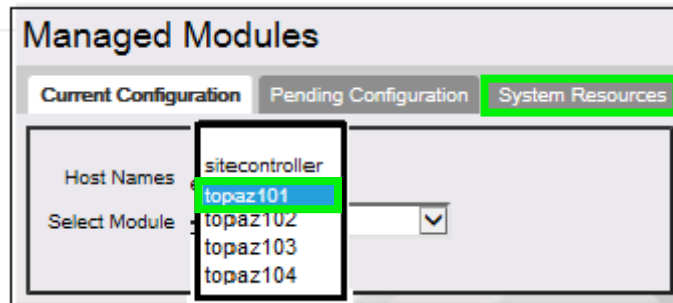 Managed Modules
Current Configuration Pending Configuration System Resources
Host Names
sitecontroller
topaz101
Select Module topaz102
topaz103
topaz104